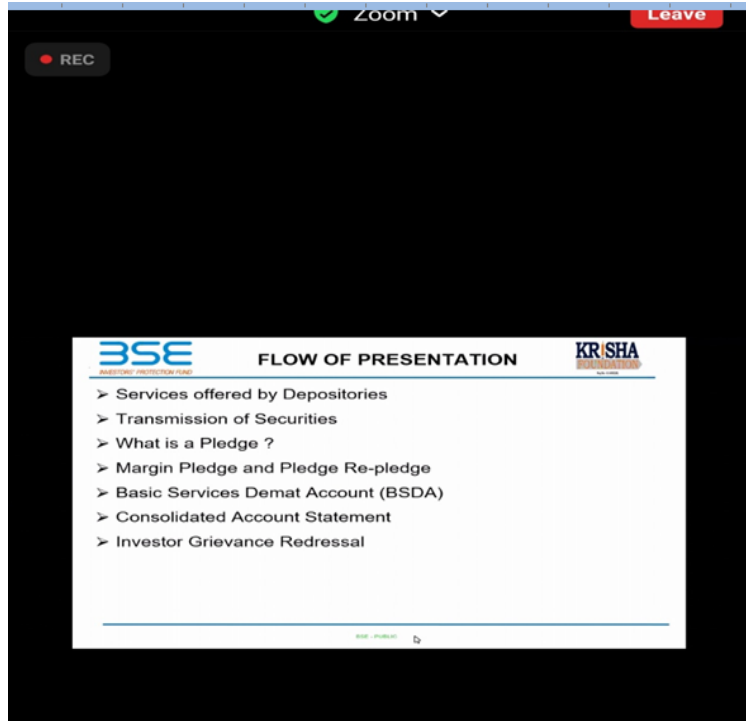 Zoom
Leave
REC
BSE
INVESTORS' PROTECTION FUND
FLOW OF PRESENTATION
KRISHA
FOUNDATION
➢ Services offered by Depositories
➢ Transmission of Securities
➢ What is a Pledge ?
➢ Margin Pledge and Pledge Re-pledge
➢ Basic Services Demat Account (BSDA)
➢ Consolidated Account Statement
➢ Investor Grievance Redressal
BSE - PUBLIC